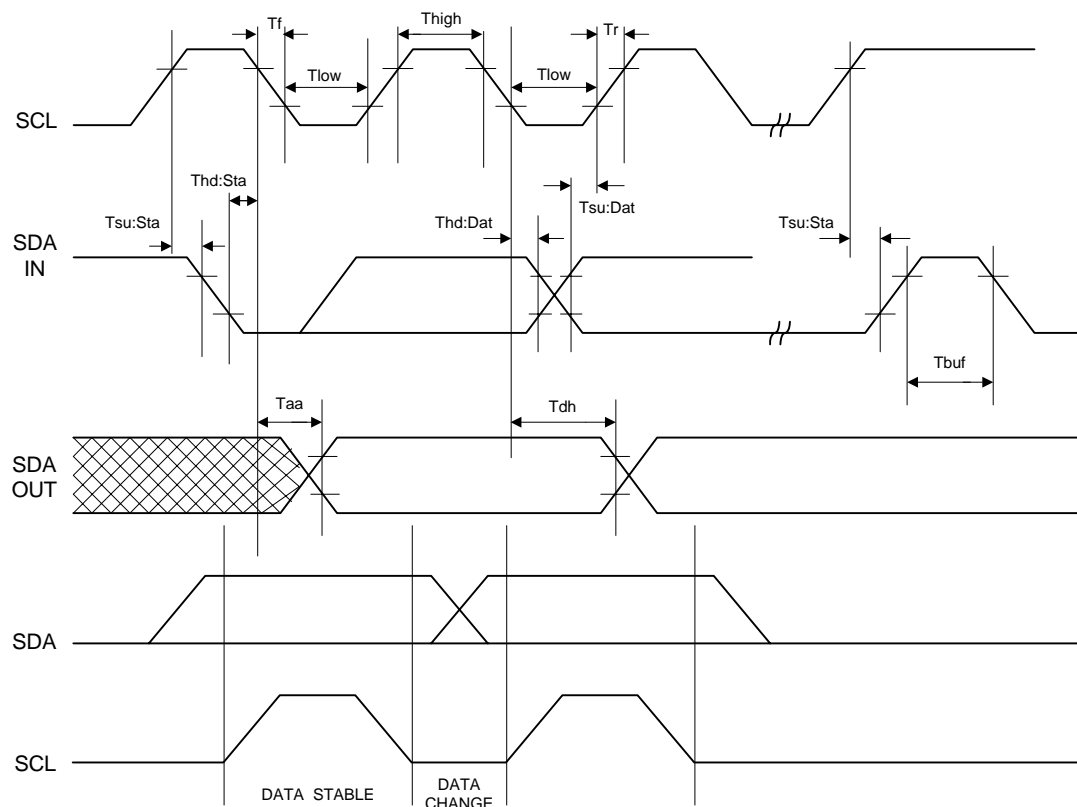 Tf
Thigh
Tr
Tlow
Tlow
SCL
Thd:Sta
Tsu:Sta
Thd:Dat
Tsu:Dat
Tsu:Sta
SDA
IN
Tbuf
Taa
Tdh
SDA
OUT
SDA
SCL
DATA STABLE
DATA
CHANGE